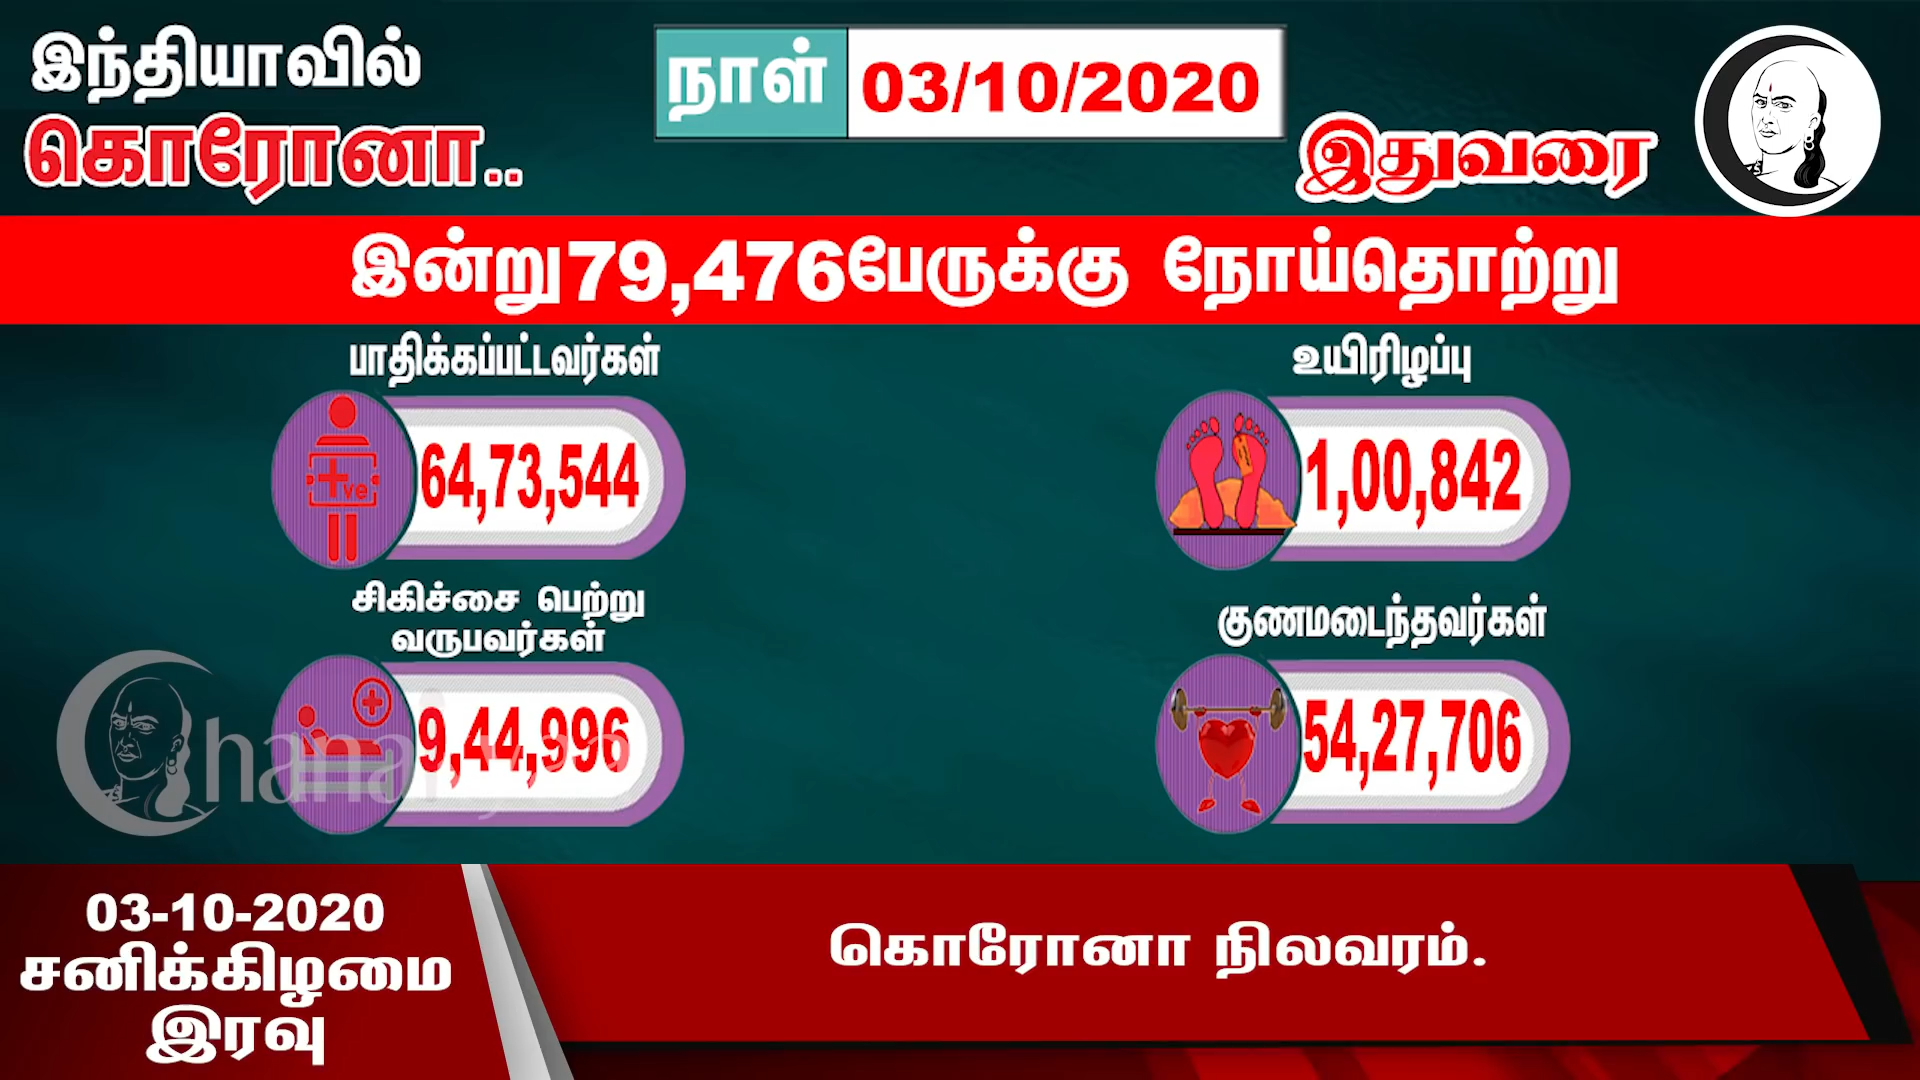 இந்தியாவில்
கொரோனா..
நாள் 03/10/2020
இதுவரை
இன்று 79,476 பேருக்கு நோய்தொற்று
பாதிக்கப்பட்டவர்கள்
+ve
64,73,544
உயிரிழப்பு
1,00,842
சிகிச்சை பெற்று
வருபவர்கள்
9,44,996
குணமடைந்தவர்கள்
54,27,706
Chanakyaa
03-10-2020
சனிக்கிழமை
இரவு
கொரோனா நிலவரம்.